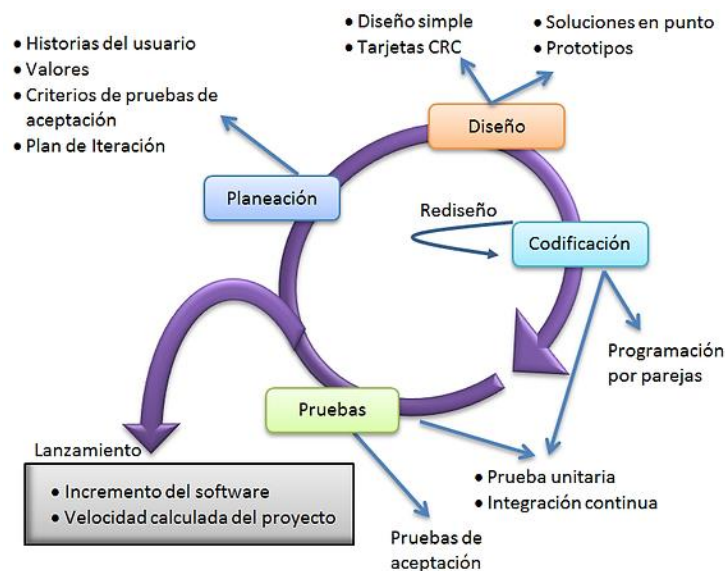 • Historias del usuario
• Valores
• Criterios de pruebas de
aceptación
• Plan de Iteración
• Diseño simple
• Tarjetas CRC
• Soluciones en punto
• Prototipos
Diseño
Planeación
Rediseño
Codificación
Programación
por parejas
Pruebas
Lanzamiento
• Incremento del software
• Velocidad calculada del proyecto
• Prueba unitaria
• Integración continua
Pruebas de
aceptación